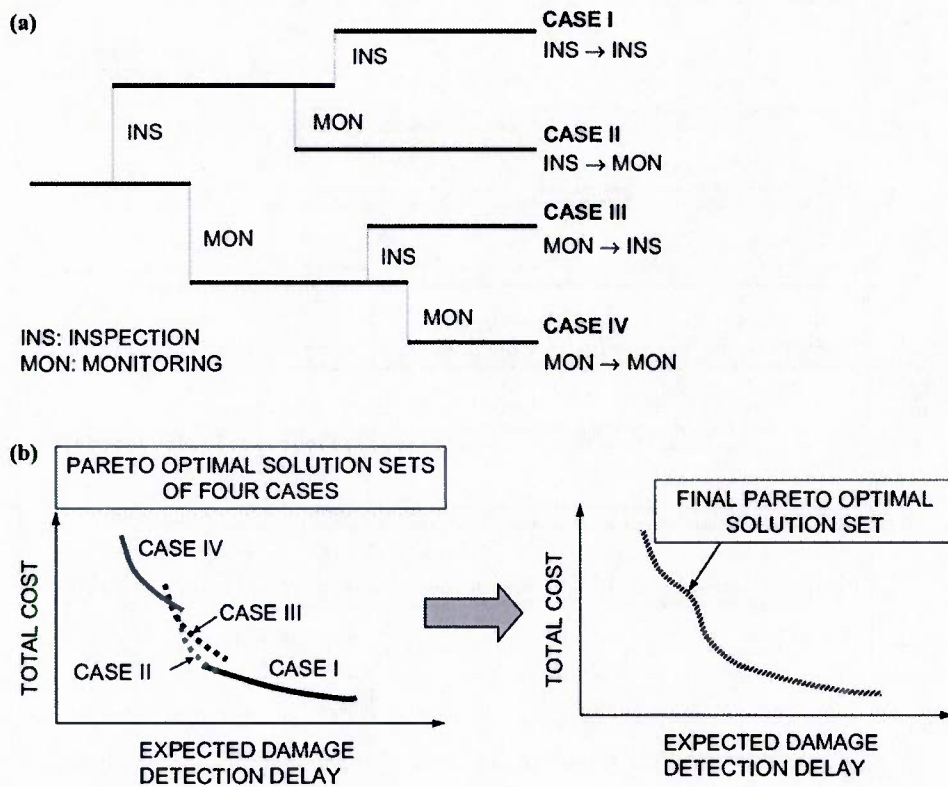 (a)
CASE I
INS → INS
INS
INS
MON
CASE II
INS → MON
CASE III
MON → INS
MON
INS
MON
CASE IV
MON → MON
INS: INSPECTION
MON: MONITORING
(b)
PARETO OPTIMAL SOLUTION SETS
OF FOUR CASES
TOTAL COST
CASE IV
CASE III
CASE II
CASE I
EXPECTED DAMAGE
DETECTION DELAY
FINAL PARETO OPTIMAL
SOLUTION SET
TOTAL COST
EXPECTED DAMAGE
DETECTION DELAY